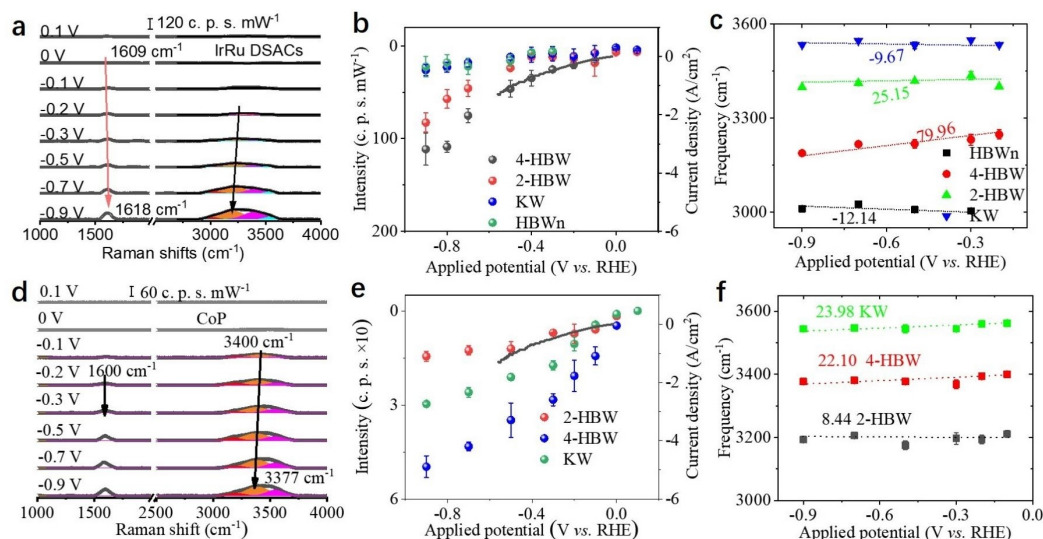 a
120 c. p. s. mW⁻¹
0.1 V
0 V
1609 cm⁻¹
IrRu DSACs
-0.1 V
-0.2 V
-0.3 V
-0.5 V
-0.7 V
-0.9 V
1618 cm⁻¹
1000 1500 2500 3000 3500 4000
Raman shifts (cm⁻¹)
b
0
100
200
Intensity (c. p. s. mW⁻¹)
4-HBW
2-HBW
KW
HBWn
0
-2
-4
-6
Current density (A/cm²)
-0.8 -0.4 0.0
Applied potential (V vs. RHE)
c
3600
3300
3000
Frequency (cm⁻¹)
-9.67
25.15
79.96
-12.14
HBWn
4-HBW
2-HBW
KW
-0.9 -0.6 -0.3
Applied potential (V vs. RHE)
d
60 c. p. s. mW⁻¹
0.1 V
0 V
CoP
-0.1 V
3400 cm⁻¹
-0.2 V
1600 cm⁻¹
-0.3 V
-0.5 V
-0.7 V
3377 cm⁻¹
-0.9 V
1000 1500 2500 3000 3500 4000
Raman shift (cm⁻¹)
e
0
3
6
Intensity (c. p. s. ×10)
2-HBW
4-HBW
KW
0
-2
-4
-6
Current density (A/cm²)
-0.8 -0.4 0.0
Applied potential (V vs. RHE)
f
3600
3400
3200
3000
Frequency (cm⁻¹)
23.98 KW
22.10 4-HBW
8.44 2-HBW
-0.9 -0.6 -0.3 0.0
Applied potential (V vs. RHE)